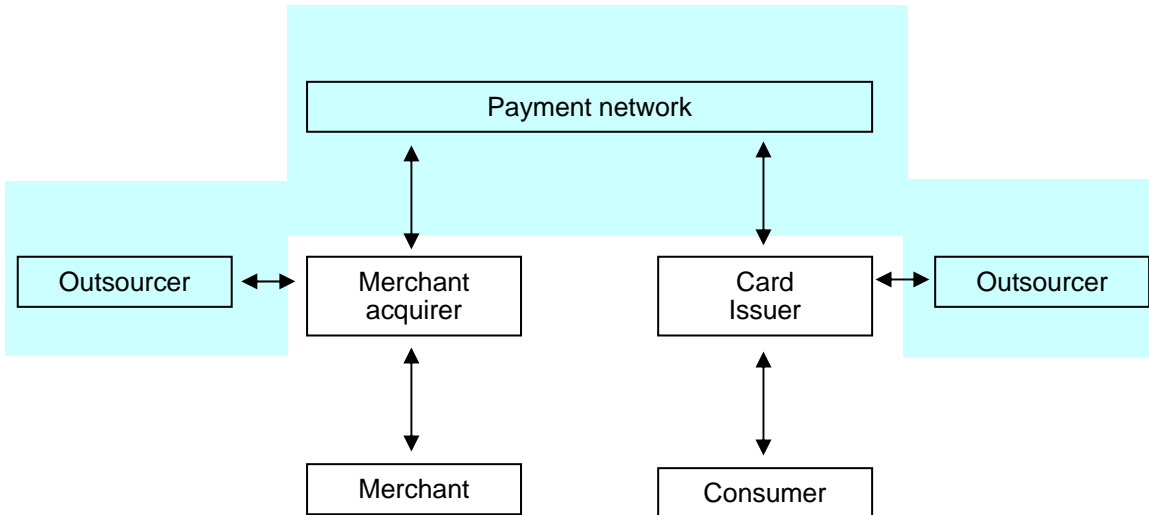 Payment network
Outsourcer
Merchant
acquirer
Card
Issuer
Outsourcer
Merchant
Consumer